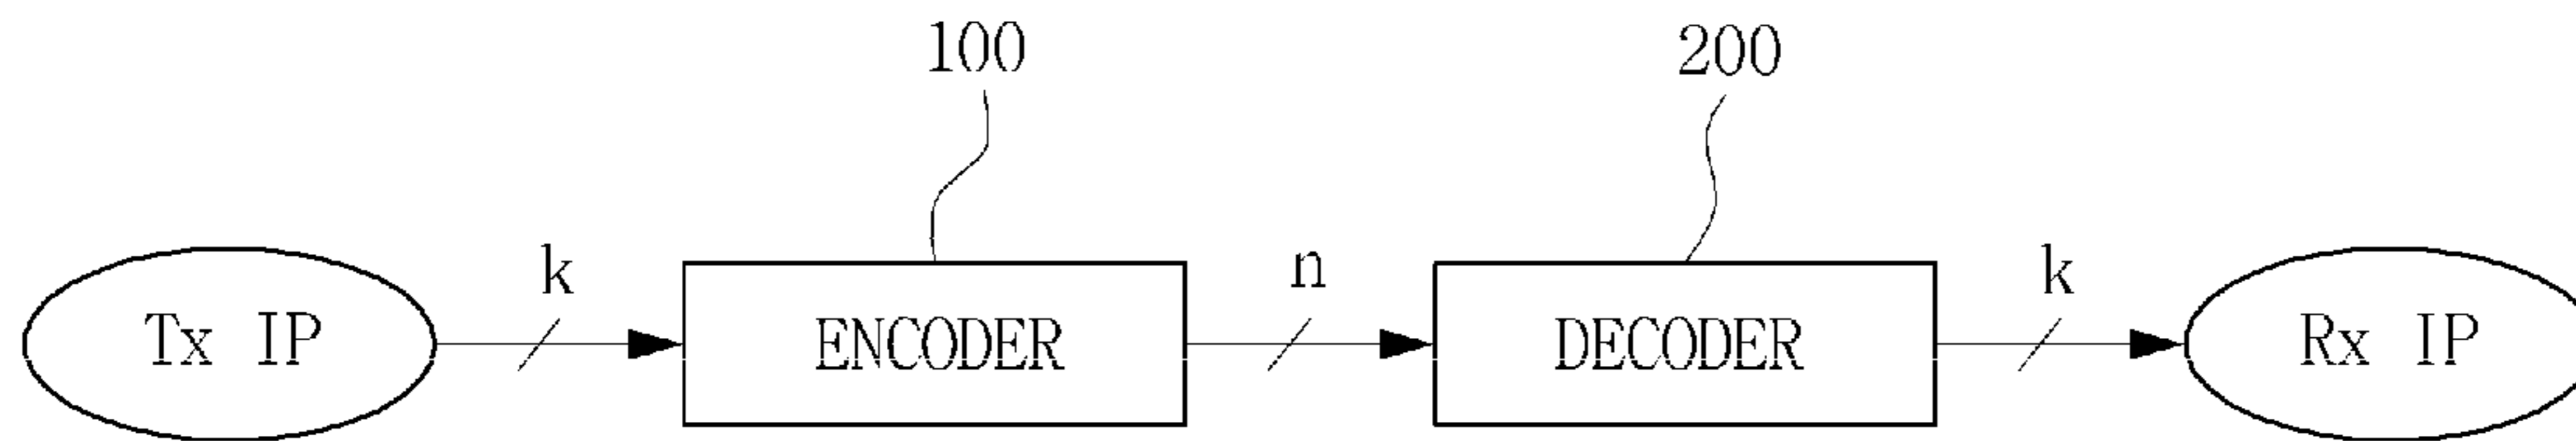 100 200
k n k
Tx IP ENCODER DECODER Rx IP